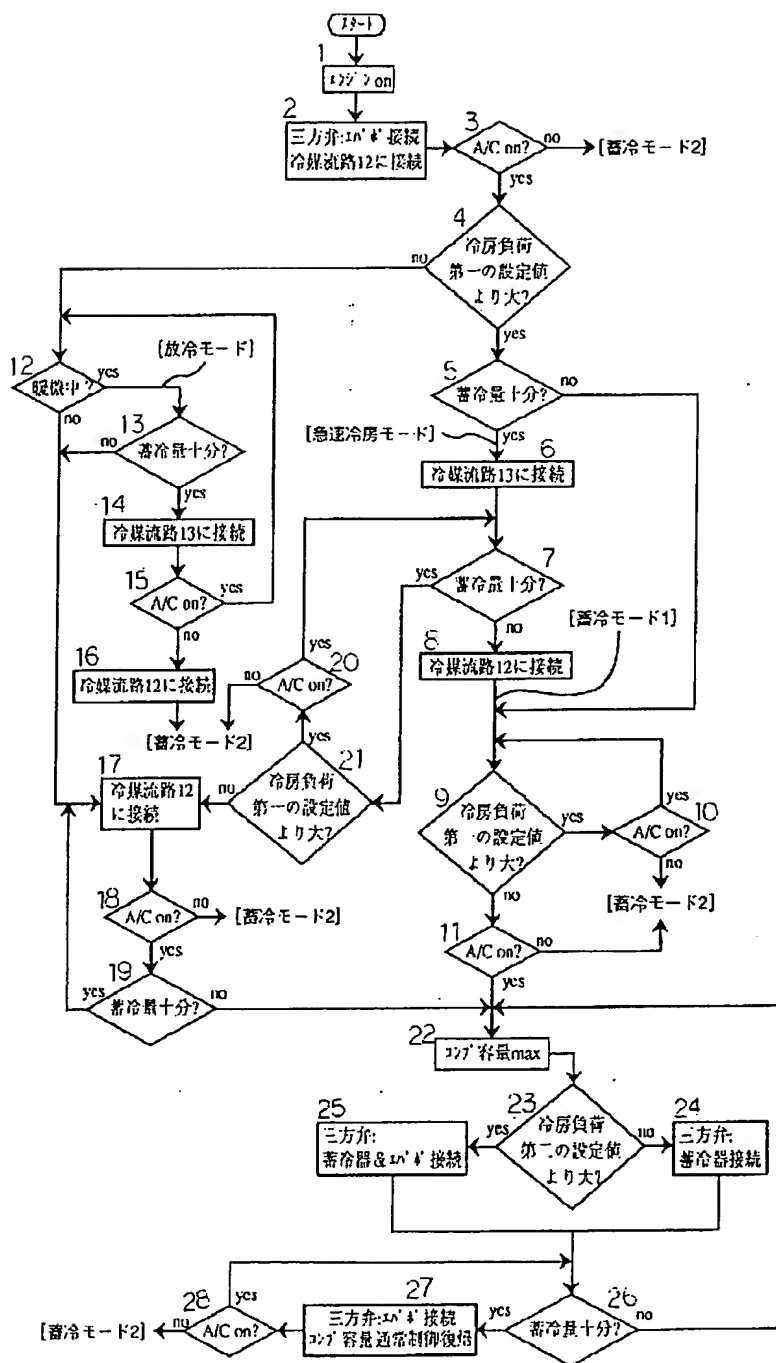 スタート
1
エンジン on
2
三方弁:エバポ接続
冷媒流路12に接続
3
A/C on?
no
[蓄冷モード2]
yes
4
冷房負荷
第一の設定値
より大?
no
yes
5
蓄冷量十分?
no
yes
[急速冷房モード]
6
冷媒流路13に接続
7
蓄冷量十分?
yes
no
[蓄冷モード1]
8
冷媒流路12に接続
9
冷房負荷
第一の設定値
より大?
yes
no
10
A/C on?
yes
no
[蓄冷モード2]
11
A/C on?
no
yes
12
暖機中?
yes
no
[放冷モード]
13
蓄冷量十分?
no
yes
14
冷媒流路13に接続
15
A/C on?
yes
no
16
冷媒流路12に接続
[蓄冷モード2]
17
冷媒流路12
に接続
18
A/C on?
no
[蓄冷モード2]
yes
19
蓄冷量十分?
yes
no
20
A/C on?
yes
no
21
冷房負荷
第一の設定値
より大?
yes
no
22
コンプ容量max
23
冷房負荷
第二の設定値
より大?
yes
no
24
三方弁:
蓄冷器接続
25
三方弁:
蓄冷器&エバポ接続
26
蓄冷量十分?
yes
no
27
三方弁:エバポ接続
コンプ容量通常制御復帰
28
A/C on?
yes
no
[蓄冷モード2]